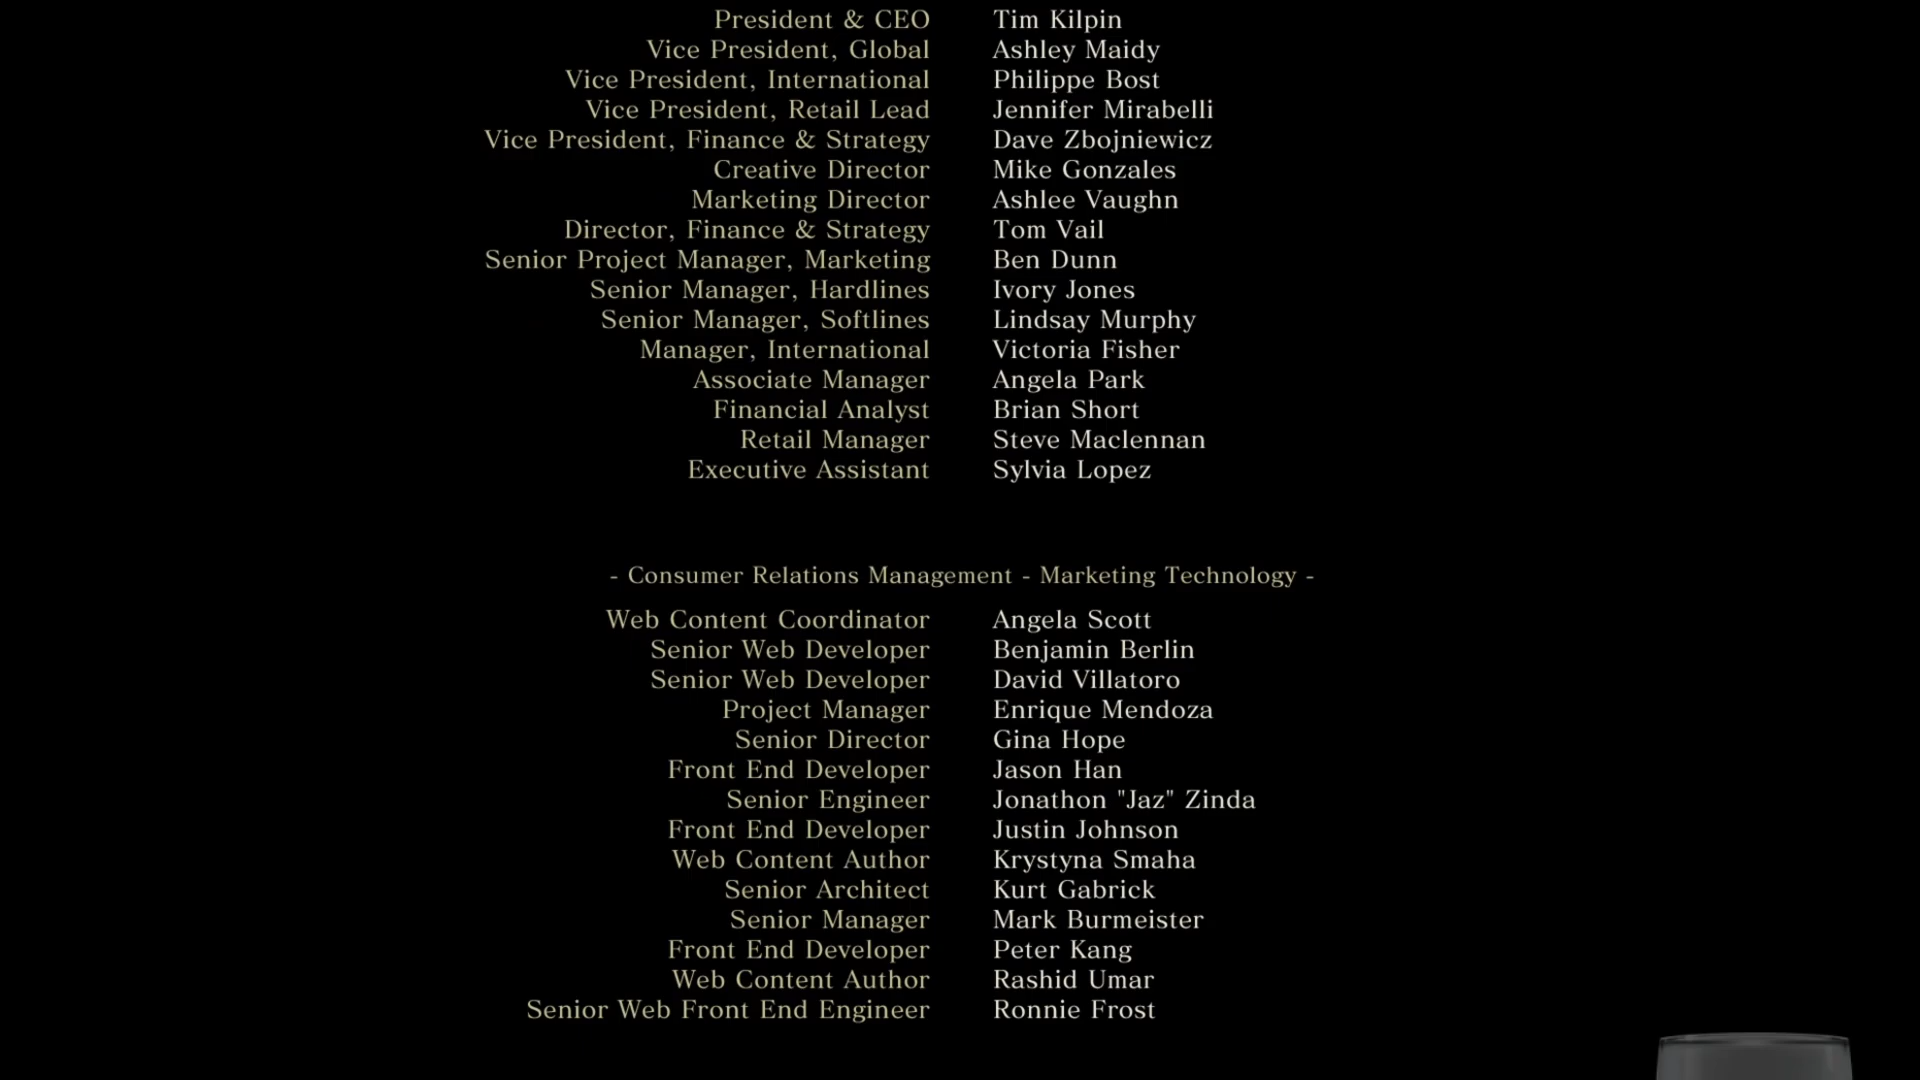 President & CEO Tim Kilpin
Vice President, Global Ashley Maidy
Vice President, International Philippe Bost
Vice President, Retail Lead Jennifer Mirabelli
Vice President, Finance & Strategy Dave Zbojniewicz
Creative Director Mike Gonzales
Marketing Director Ashlee Vaughn
Director, Finance & Strategy Tom Vail
Senior Project Manager, Marketing Ben Dunn
Senior Manager, Hardlines Ivory Jones
Senior Manager, Softlines Lindsay Murphy
Manager, International Victoria Fisher
Associate Manager Angela Park
Financial Analyst Brian Short
Retail Manager Steve Maclennan
Executive Assistant Sylvia Lopez
- Consumer Relations Management - Marketing Technology -
Web Content Coordinator Angela Scott
Senior Web Developer Benjamin Berlin
Senior Web Developer David Villatoro
Project Manager Enrique Mendoza
Senior Director Gina Hope
Front End Developer Jason Han
Senior Engineer Jonathon "Jaz" Zinda
Front End Developer Justin Johnson
Web Content Author Krystyna Smaha
Senior Architect Kurt Gabrick
Senior Manager Mark Burmeister
Front End Developer Peter Kang
Web Content Author Rashid Umar
Senior Web Front End Engineer Ronnie Frost